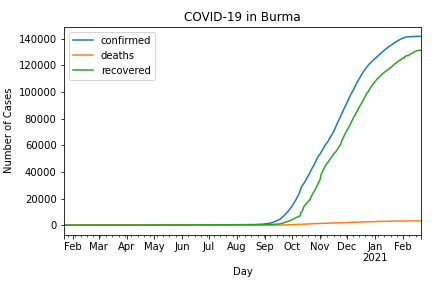 COVID-19 in Burma
confirmed
deaths
recovered
Number of Cases
140000
120000
100000
80000
60000
40000
20000
0
Feb Mar Apr May Jun Jul Aug Sep Oct Nov Dec Jan Feb
2021
Day